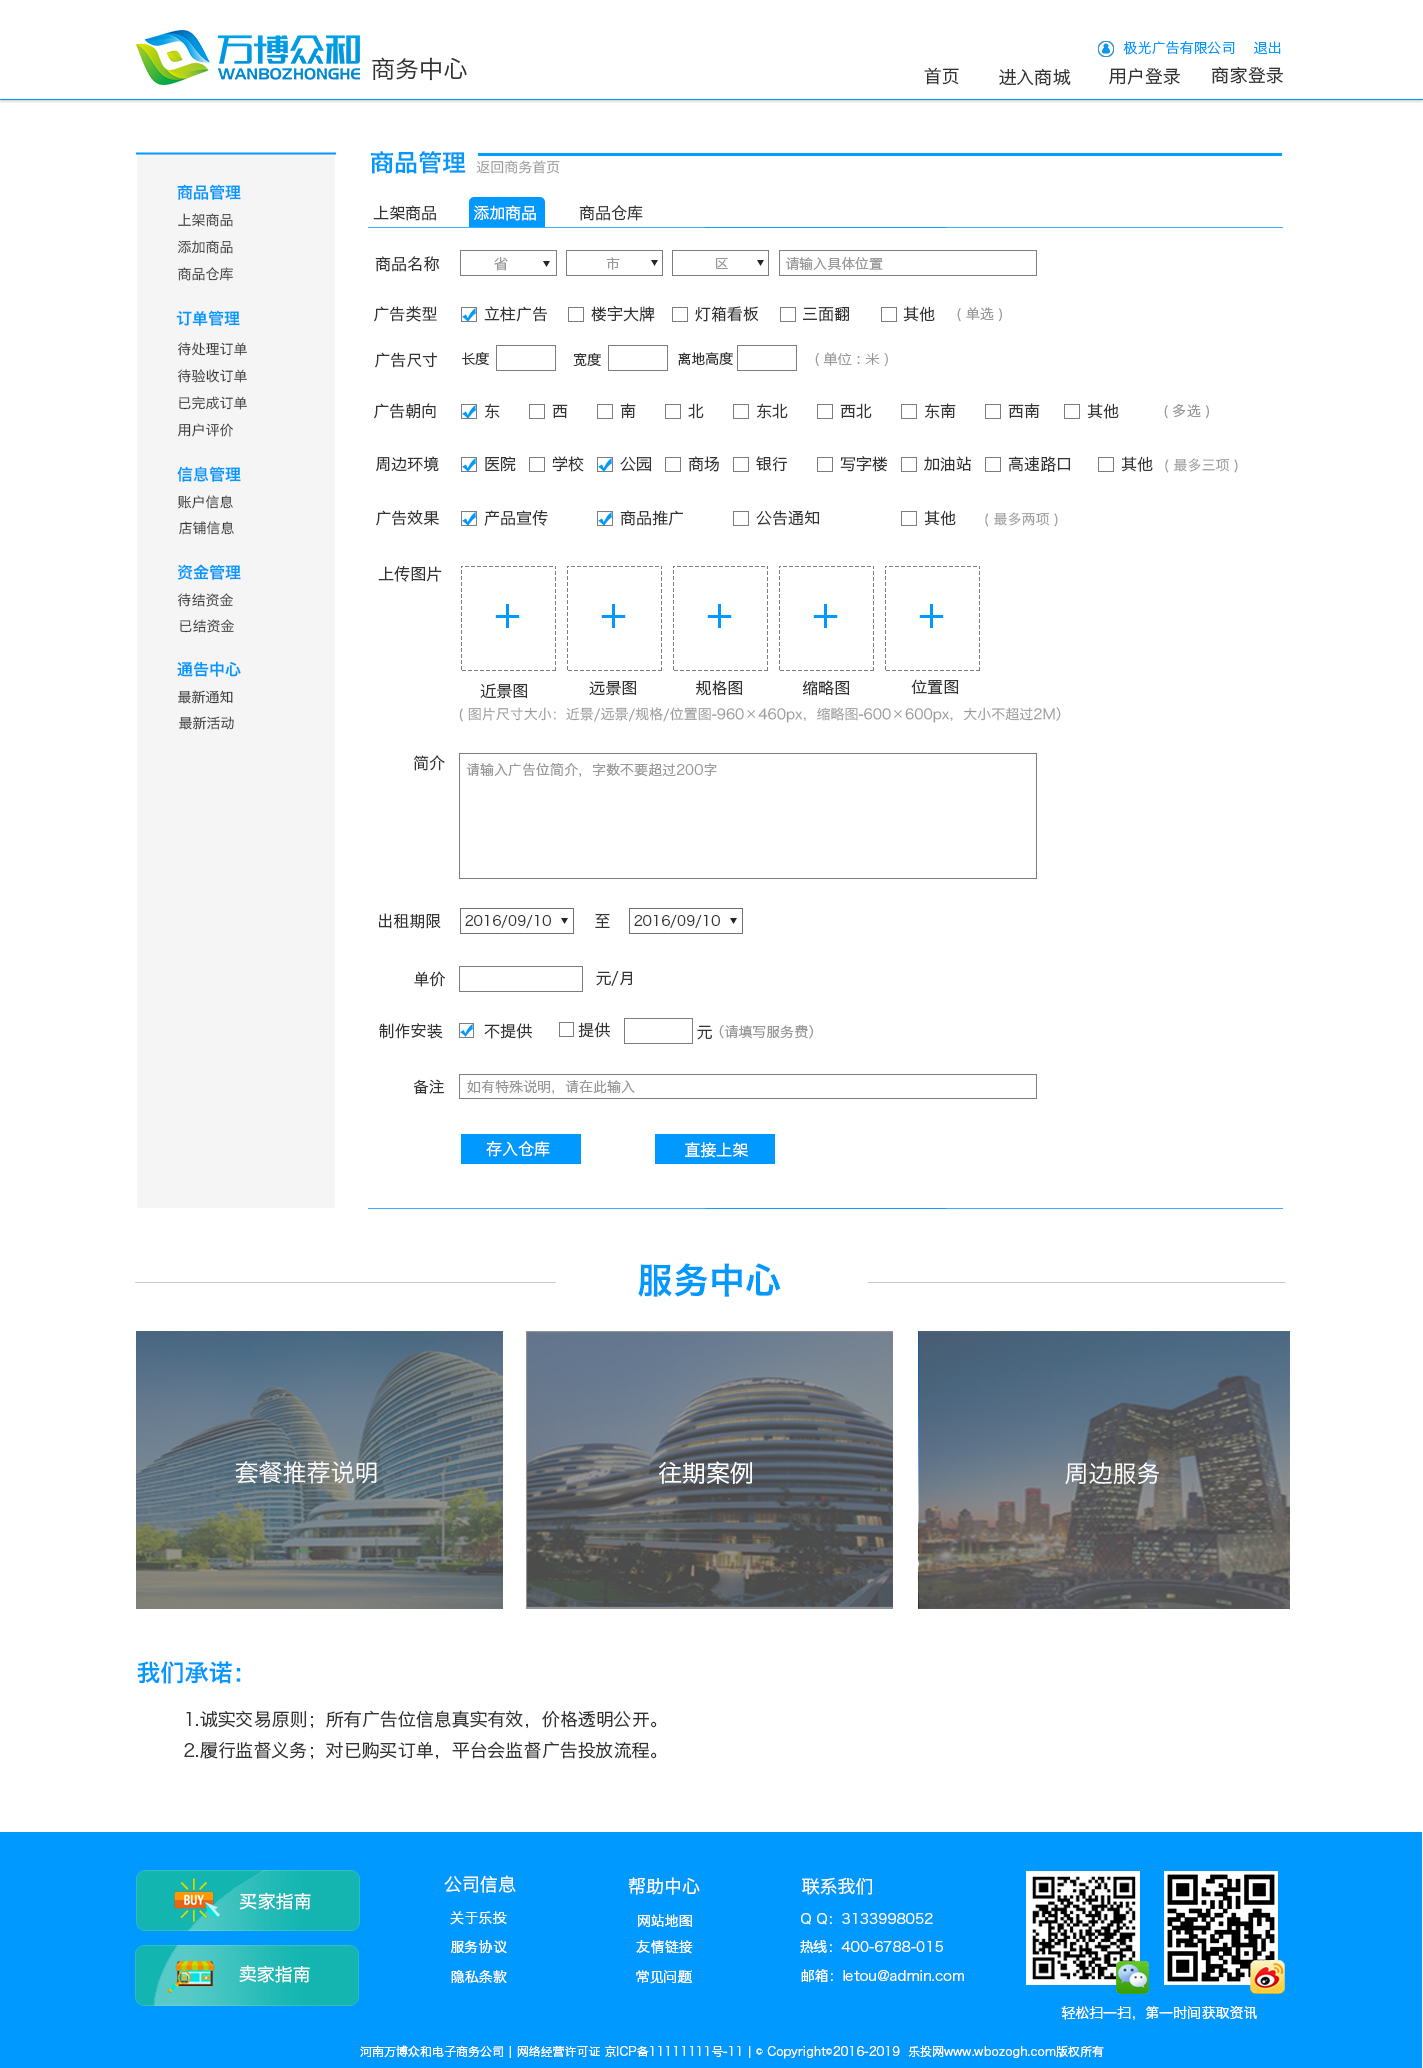 万博众和
WANBOZHONGHE
商务中心
极光广告有限公司 退出
首页 进入商城 用户登录 商家登录
商品管理
上架商品
添加商品
商品仓库
订单管理
待处理订单
待验收订单
已完成订单
用户评价
信息管理
账户信息
店铺信息
资金管理
待结资金
已结资金
通告中心
最新通知
最新活动
商品管理 返回商务首页
上架商品 添加商品 商品仓库
商品名称 省 ▼ 市 ▼ 区 ▼ 请输入具体位置
广告类型 立柱广告 楼宇大牌 灯箱看板 三面翻 其他 （单选）
广告尺寸 长度 宽度 离地高度 （单位：米）
广告朝向 东 西 南 北 东北 西北 东南 西南 其他 （多选）
周边环境 医院 学校 公园 商场 银行 写字楼 加油站 高速路口 其他 （最多三项）
广告效果 产品宣传 商品推广 公告通知 其他 （最多两项）
上传图片
近景图 远景图 规格图 缩略图 位置图
（图片尺寸大小：近景/远景/规格/位置图-960×460px，缩略图-600×600px，大小不超过2M）
简介 请输入广告位简介，字数不要超过200字
出租期限 2016/09/10 ▼ 至 2016/09/10 ▼
单价 元/月
制作安装 不提供 提供 元（请填写服务费）
备注 如有特殊说明，请在此输入
存入仓库 直接上架
服务中心
套餐推荐说明 往期案例 周边服务
我们承诺：
1.诚实交易原则；所有广告位信息真实有效，价格透明公开。
2.履行监督义务；对已购买订单，平台会监督广告投放流程。
BUY 买家指南
卖家指南
公司信息
关于乐投
服务协议
隐私条款
帮助中心
网站地图
友情链接
常见问题
联系我们
Q Q：3133998052
热线：400-6788-015
邮箱：letou@admin.com
轻松扫一扫，第一时间获取资讯
河南万博众和电子商务公司 | 网络经营许可证 京ICP备11111111号-11 | © Copyright©2016-2019 乐投网www.wbozogh.com版权所有